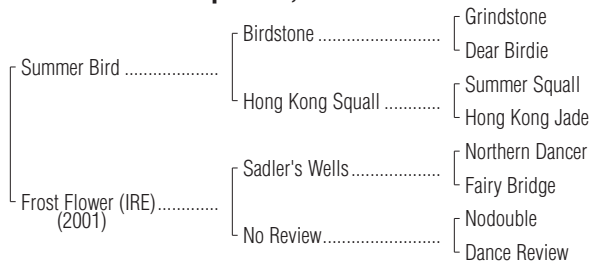 Grindstone
Birdstone ........................
Dear Birdie
Summer Bird ....................
Summer Squall
Hong Kong Squall ............
Hong Kong Jade
Northern Dancer
Sadler's Wells...................
Fairy Bridge
Frost Flower (IRE).............
(2001)
Nodouble
No Review.........................
Dance Review